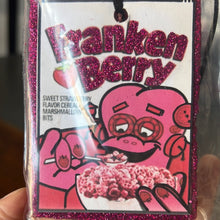 Franken
Berry
SWEET STRAWBERRY
FLAVOR CEREAL
MARSHMALLOW
BITS